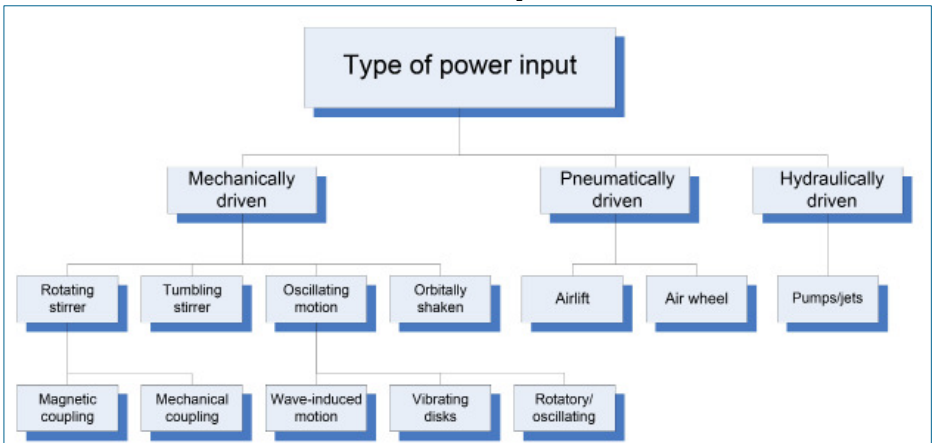 Type of power input
Mechanically
driven
Pneumatically
driven
Hydraulically
driven
Rotating
stirrer
Tumbling
stirrer
Oscillating
motion
Orbitally
shaken
Airlift
Air wheel
Pumps/jets
Magnetic
coupling
Mechanical
coupling
Wave-induced
motion
Vibrating
disks
Rotatory/
oscillating